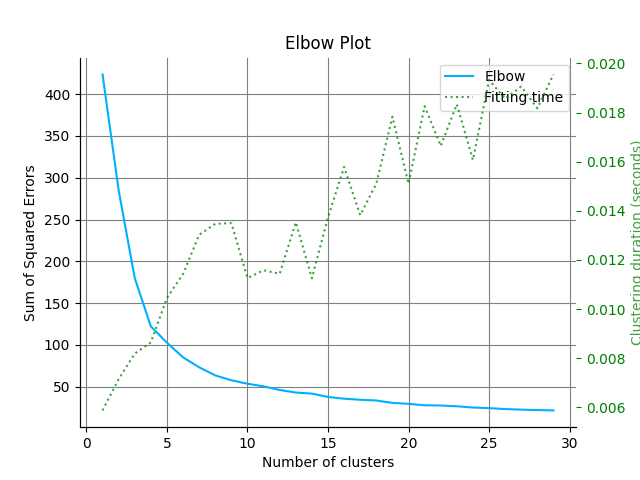 Elbow Plot
Elbow
Fitting time
Sum of Squared Errors
400
350
300
250
200
150
100
50
0.020
0.018
0.016
0.014
0.012
0.010
0.008
0.006
Clustering duration (seconds)
0 5 10 15 20 25 30
Number of clusters